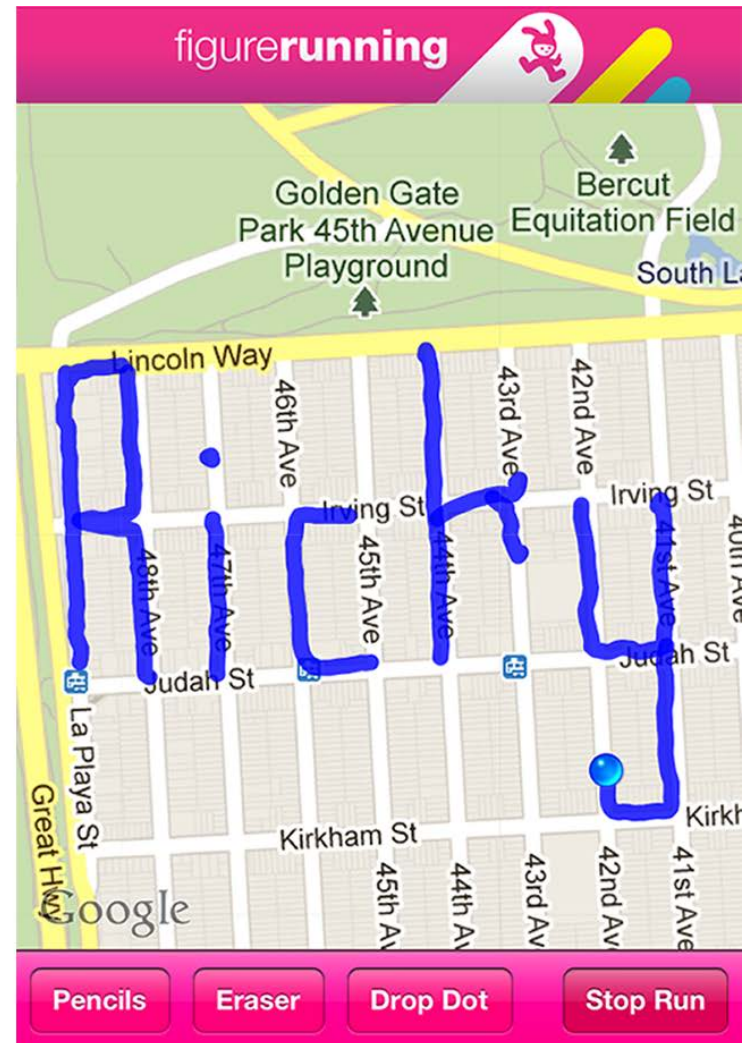 figurerunning
Golden Gate
Park 45th Avenue
Playground
Bercut
Equitation Field
South La
Lincoln Way
46th Ave
43rd Ave
42nd Ave
Ricky
Irving St
Irving St
48th Ave
47th Ave
45th Ave
44th Ave
41st Ave
40th Ave
Judah St
Judah St
La Playa St
Great Hwy
Kirkham St
Kirkh
45th Av
44th Av
43rd Av
42nd Av
41st Ave
Google
Pencils
Eraser
Drop Dot
Stop Run